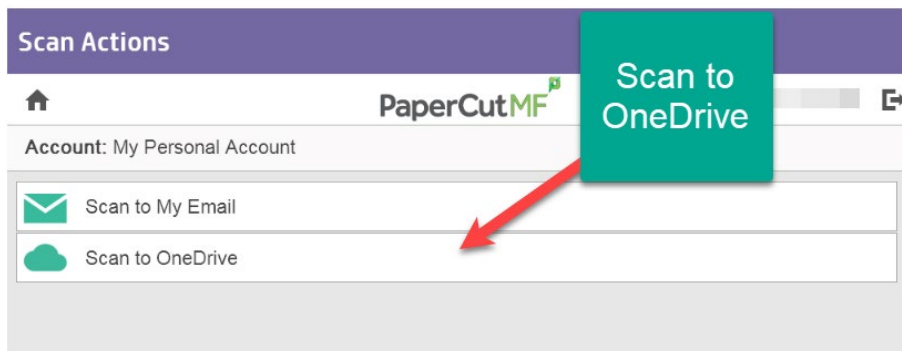 Scan Actions
PaperCutMF
Scan to
OneDrive
Account: My Personal Account
Scan to My Email
Scan to OneDrive